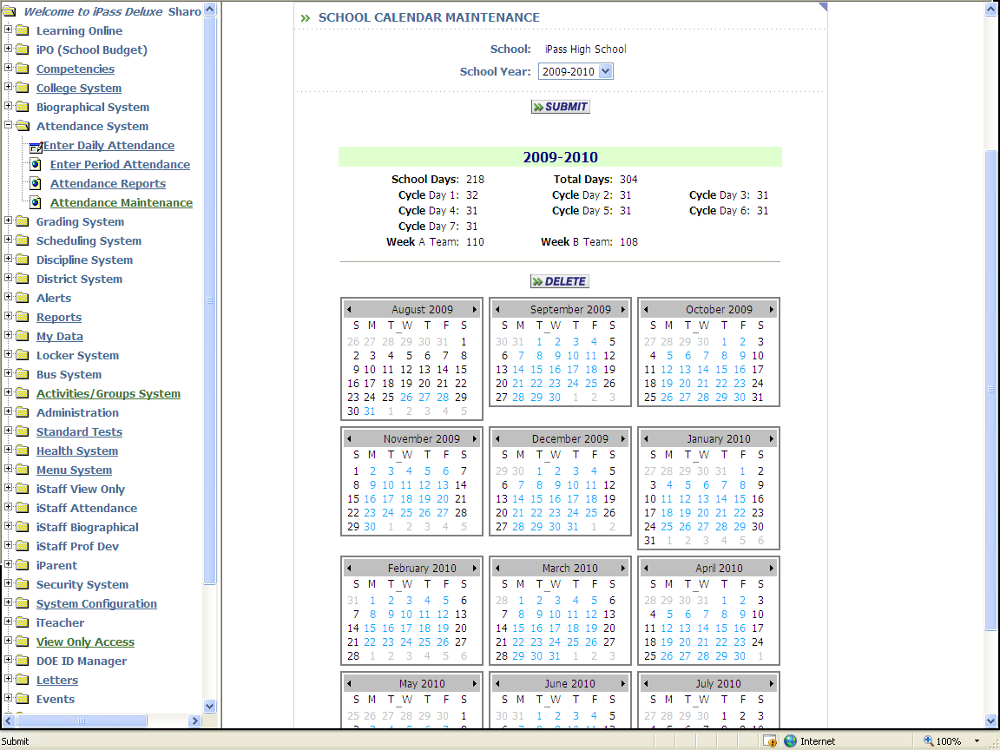 Welcome to iPass Deluxe Sharo
Learning Online
iPO (School Budget)
Competencies
College System
Biographical System
Attendance System
Enter Daily Attendance
Enter Period Attendance
Attendance Reports
Attendance Maintenance
Grading System
Scheduling System
Discipline System
District System
Alerts
Reports
My Data
Locker System
Bus System
Activities/Groups System
Administration
Standard Tests
Health System
Menu System
iStaff View Only
iStaff Attendance
iStaff Biographical
iStaff Prof Dev
iParent
Security System
System Configuration
iTeacher
View Only Access
DOE ID Manager
Letters
Events
SCHOOL CALENDAR MAINTENANCE
School: iPass High School
School Year: 2009-2010
SUBMIT
2009-2010
School Days: 218 Total Days: 304
Cycle Day 1: 32 Cycle Day 2: 31 Cycle Day 3: 31
Cycle Day 4: 31 Cycle Day 5: 31 Cycle Day 6: 31
Cycle Day 7: 31
Week A Team: 110 Week B Team: 108
DELETE
August 2009
S M T_W T F S
26 27 28 29 30 31 1
2 3 4 5 6 7 8
9 10 11 12 13 14 15
16 17 18 19 20 21 22
23 24 25 26 27 28 29
30 31 1 2 3 4 5
September 2009
S M T_W T F S
30 31 1 2 3 4 5
6 7 8 9 10 11 12
13 14 15 16 17 18 19
20 21 22 23 24 25 26
27 28 29 30 1 2 3
October 2009
S M T_W T F S
27 28 29 30 1 2 3
4 5 6 7 8 9 10
11 12 13 14 15 16 17
18 19 20 21 22 23 24
25 26 27 28 29 30 31
November 2009
S M T_W T F S
1 2 3 4 5 6 7
8 9 10 11 12 13 14
15 16 17 18 19 20 21
22 23 24 25 26 27 28
29 30 1 2 3 4 5
December 2009
S M T_W T F S
29 30 1 2 3 4 5
6 7 8 9 10 11 12
13 14 15 16 17 18 19
20 21 22 23 24 25 26
27 28 29 30 31 1 2
January 2010
S M T_W T F S
27 28 29 30 31 1 2
3 4 5 6 7 8 9
10 11 12 13 14 15 16
17 18 19 20 21 22 23
24 25 26 27 28 29 30
31 1 2 3 4 5 6
February 2010
S M T_W T F S
31 1 2 3 4 5 6
7 8 9 10 11 12 13
14 15 16 17 18 19 20
21 22 23 24 25 26 27
28 1 2 3 4 5 6
March 2010
S M T_W T F S
28 1 2 3 4 5 6
7 8 9 10 11 12 13
14 15 16 17 18 19 20
21 22 23 24 25 26 27
28 29 30 31 1 2 3
April 2010
S M T_W T F S
28 29 30 31 1 2 3
4 5 6 7 8 9 10
11 12 13 14 15 16 17
18 19 20 21 22 23 24
25 26 27 28 29 30 1
May 2010
S M T_W T F S
25 26 27 28 29 30 1
June 2010
S M T_W T F S
30 31 1 2 3 4 5
July 2010
S M T_W T F S
27 28 29 30 1 2 3
Submit
Internet
100%